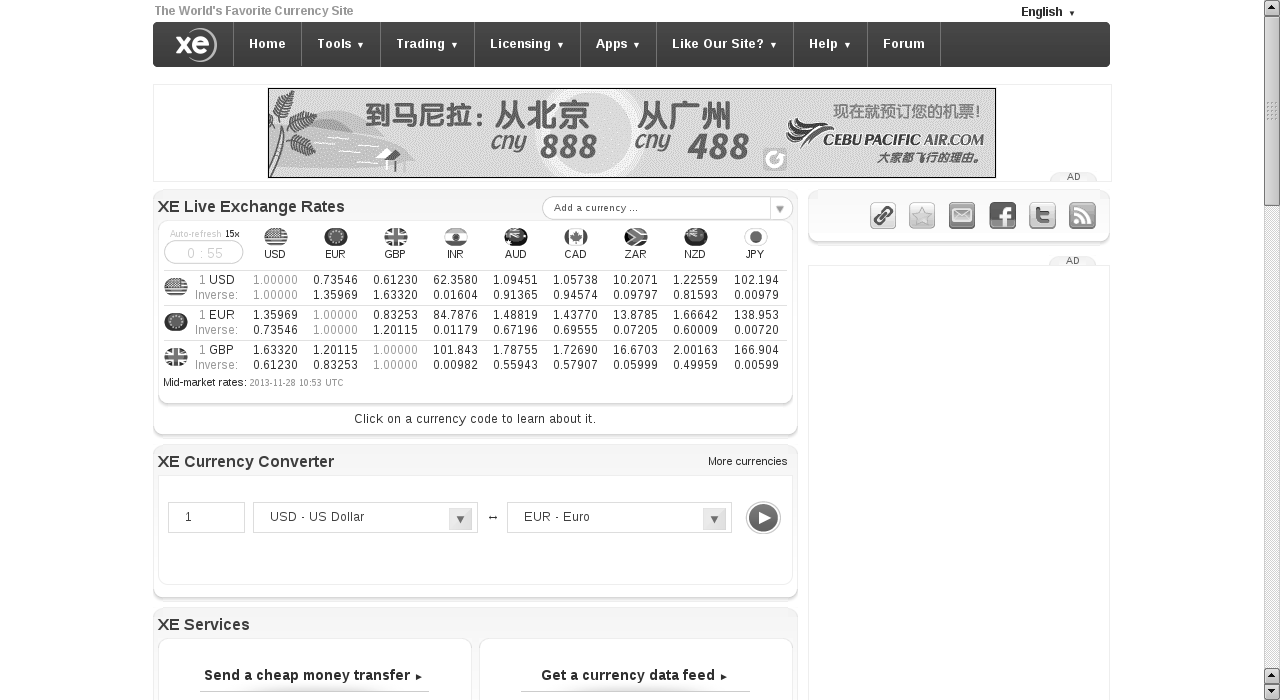 The World's Favorite Currency Site
English ▼
xe Home Tools ▼ Trading ▼ Licensing ▼ Apps ▼ Like Our Site? ▼ Help ▼ Forum
到马尼拉: 从北京 从广州 现在就预订您的机票!
cny 888 cny 488 CEBU PACIFIC AIR.COM
大家都飞行的理由。
AD
XE Live Exchange Rates Add a currency ...
Auto-refresh 15x
0 : 55
USD EUR GBP INR AUD CAD ZAR NZD JPY
AD
1 USD 1.00000 0.73546 0.61230 62.3580 1.09451 1.05738 10.2071 1.22559 102.194
Inverse: 1.00000 1.35969 1.63320 0.01604 0.91365 0.94574 0.09797 0.81593 0.00979
1 EUR 1.35969 1.00000 0.83253 84.7876 1.48819 1.43770 13.8785 1.66642 138.953
Inverse: 0.73546 1.00000 1.20115 0.01179 0.67196 0.69555 0.07205 0.60009 0.00720
1 GBP 1.63320 1.20115 1.00000 101.843 1.78755 1.72690 16.6703 2.00163 166.904
Inverse: 0.61230 0.83253 1.00000 0.00982 0.55943 0.57907 0.05999 0.49959 0.00599
Mid-market rates: 2013-11-28 10:53 UTC
Click on a currency code to learn about it.
XE Currency Converter More currencies
1 USD - US Dollar ▼ ↔ EUR - Euro ▼
XE Services
Send a cheap money transfer ► Get a currency data feed ►